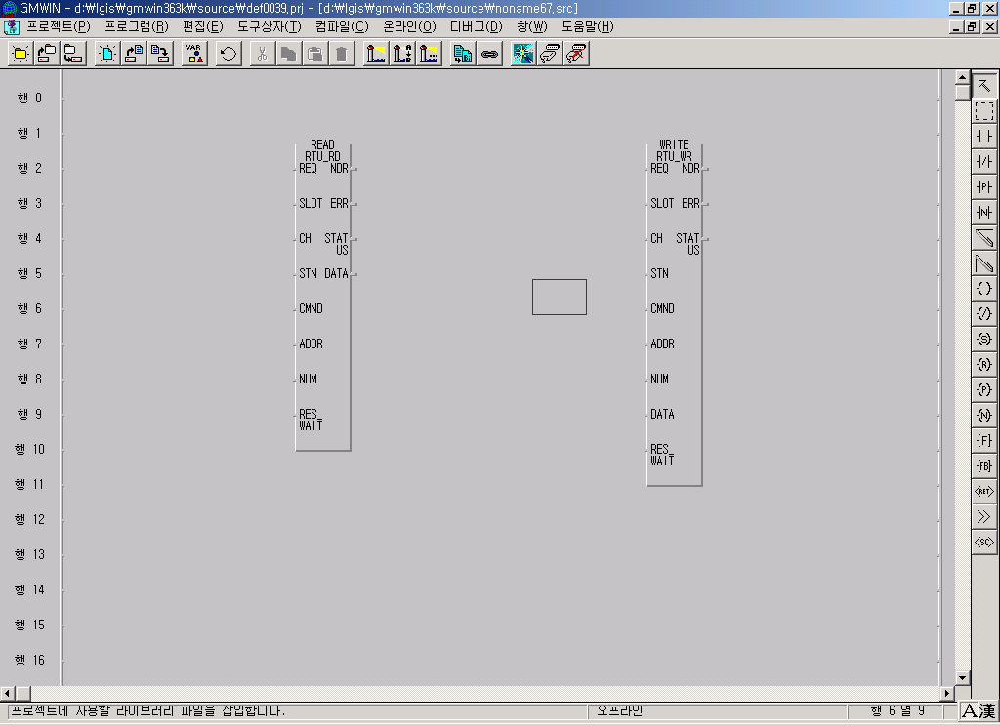 GMWIN - d:₩lgis₩gmwin363k₩source₩def0039.prj - [d:₩lgis₩gmwin363k₩source₩noname67.src]
프로젝트(P) 프로그램(R) 편집(E) 도구상자(T) 컴파일(C) 온라인(O) 디버그(D) 창(W) 도움말(H)
VAR
행 0
행 1
READ WRITE
RTU_RD RTU_WR
행 2 REQ NDR REQ NDR
행 3 SLOT ERR SLOT ERR
행 4 CH STAT CH STAT
US US
행 5 STN DATA STN
행 6 CMND CMND
행 7 ADDR ADDR
행 8 NUM NUM
행 9 RES_ DATA
WAIT
행 10 RES_
WAIT
행 11
행 12
행 13
행 14
행 15
행 16
P
N
( )
(/)
(S)
(R)
(P)
(N)
{F}
{FB}
<RET>
>>
<SC>
프로젝트에 사용할 라이브러리 파일을 삽입합니다. 오프라인 행 6 열 9 A漢